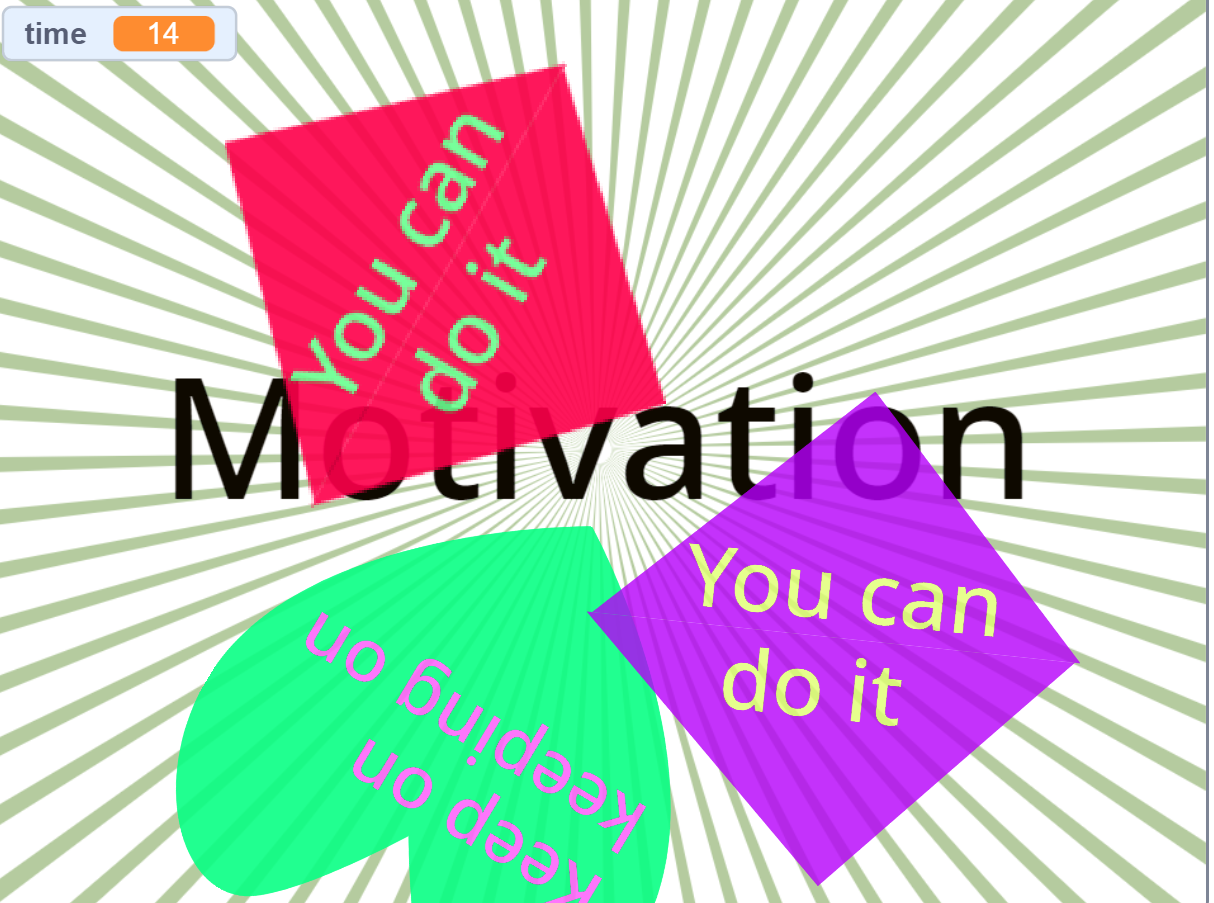 time 14
You can
do it
Motivation
You can
do it
keep on
keeping on